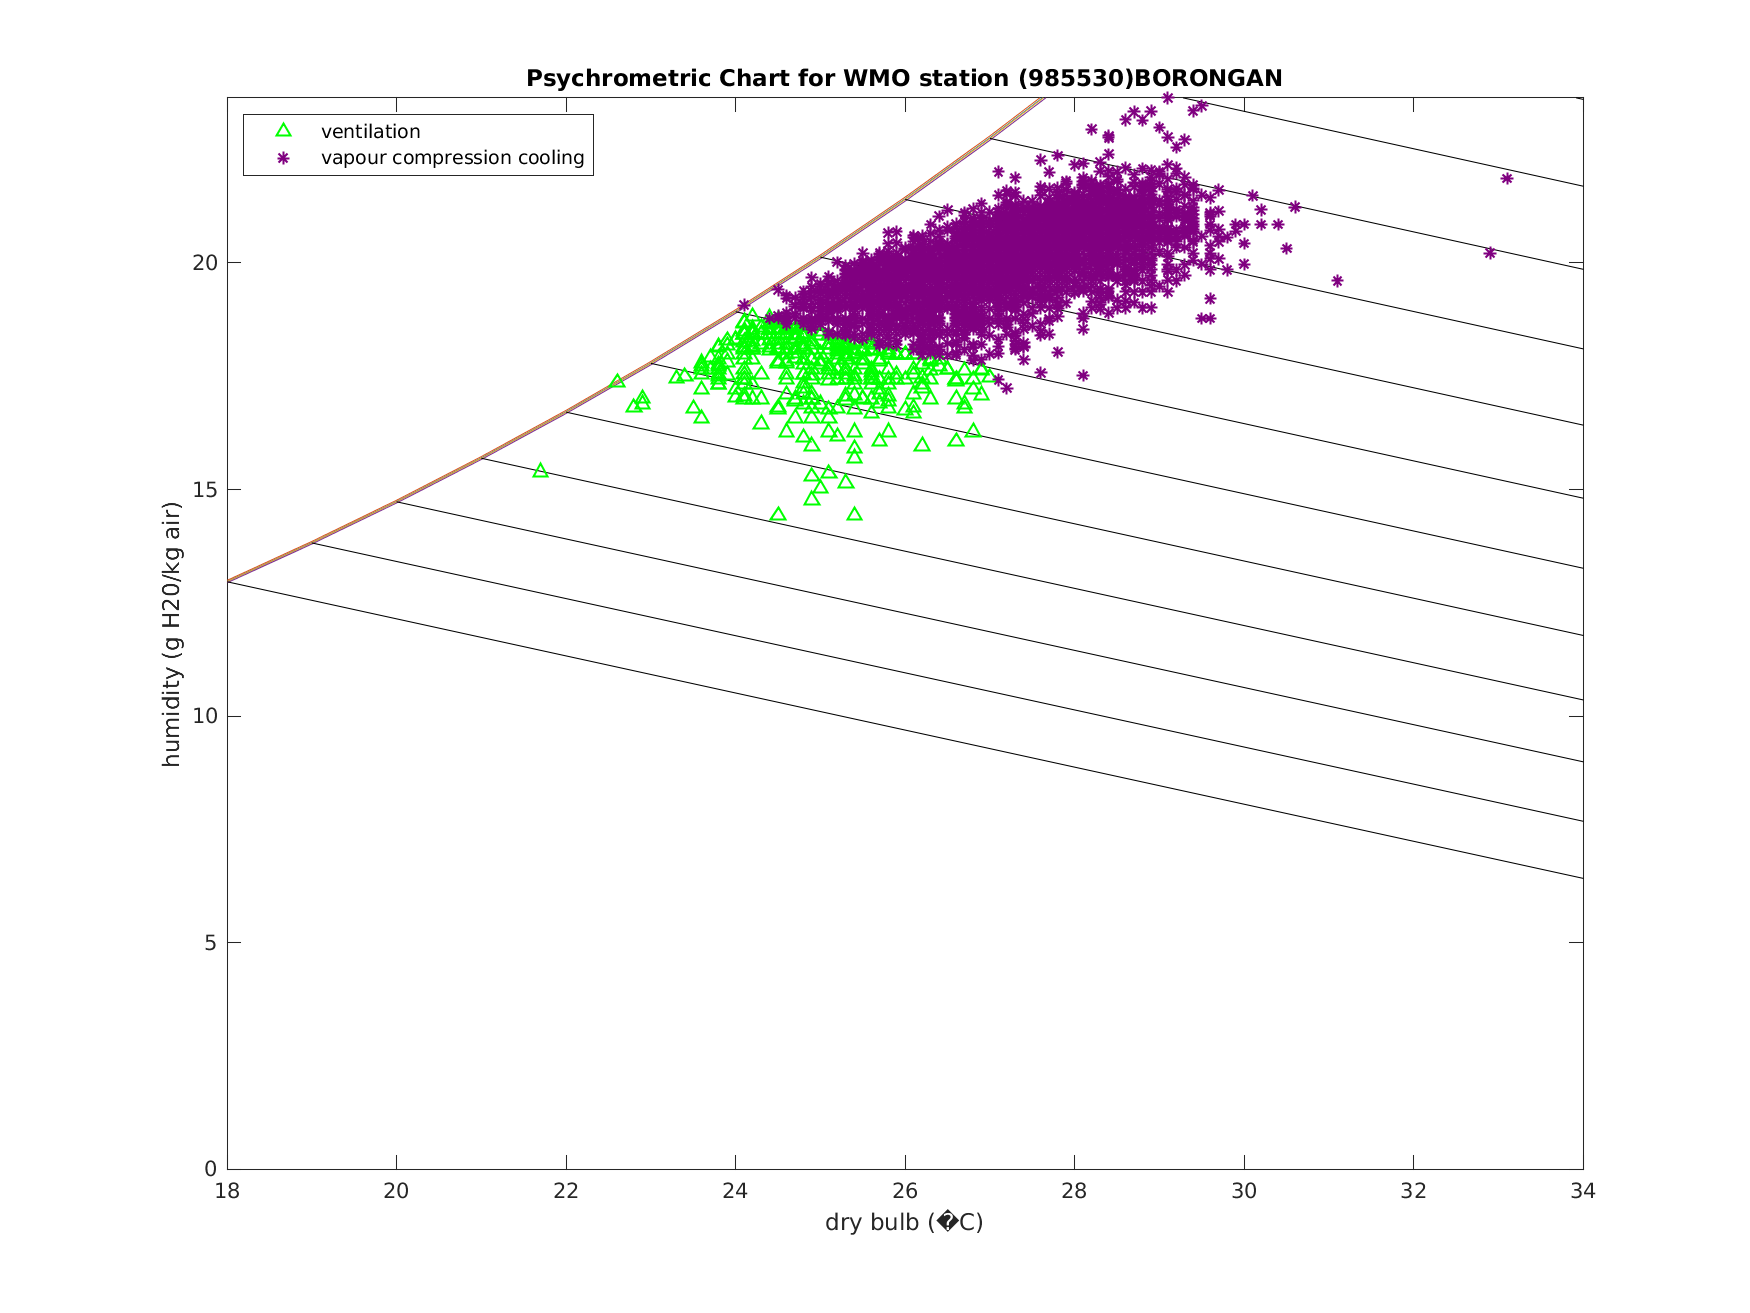 Psychrometric Chart for WMO station (985530)BORONGAN
ventilation
vapour compression cooling
20
15
10
5
0
humidity (g H20/kg air)
18 20 22 24 26 28 30 32 34
dry bulb (�C)